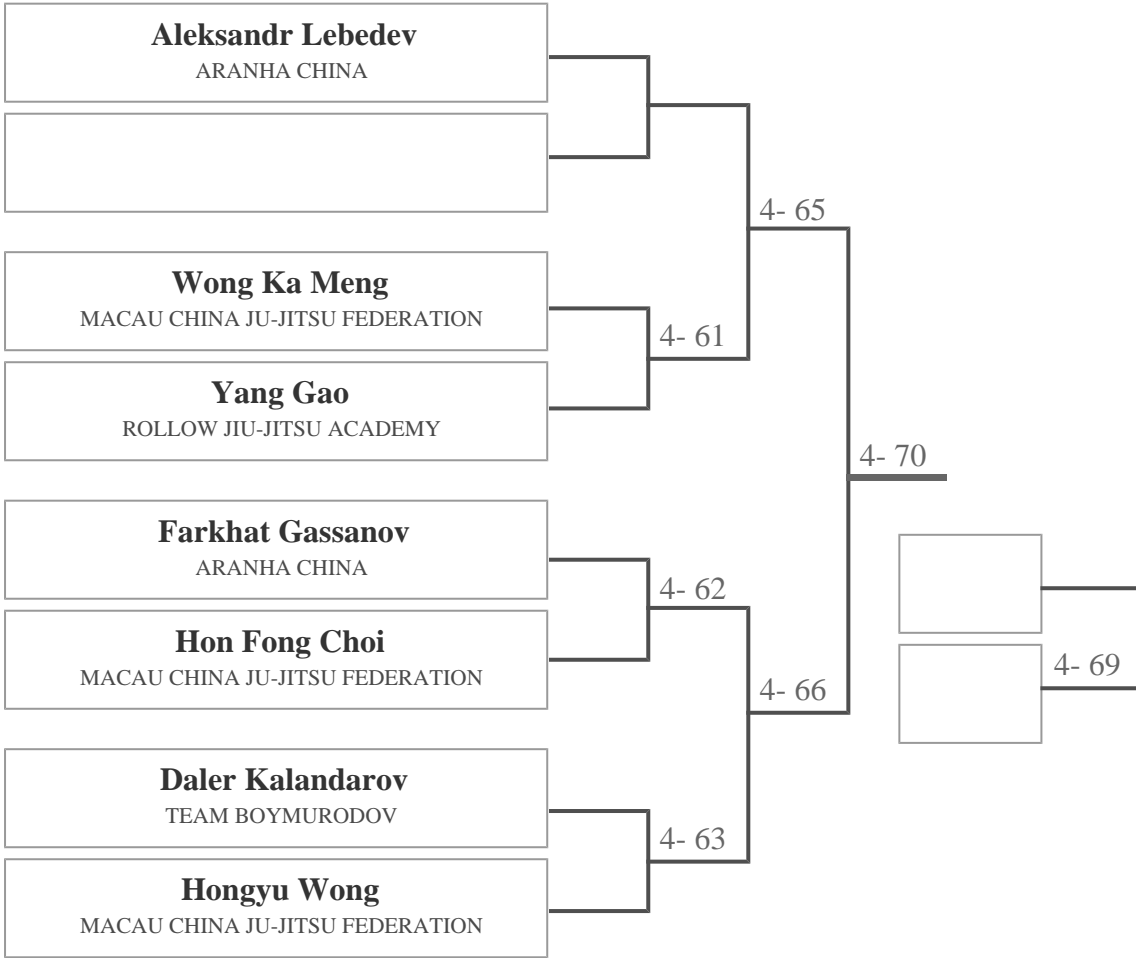 Aleksandr Lebedev
ARANHA CHINA
4- 65
Wong Ka Meng
MACAU CHINA JU-JITSU FEDERATION
4- 61
Yang Gao
ROLLOW JIU-JITSU ACADEMY
4- 70
Farkhat Gassanov
ARANHA CHINA
4- 62
Hon Fong Choi
MACAU CHINA JU-JITSU FEDERATION
4- 66
4- 69
Daler Kalandarov
TEAM BOYMURODOV
4- 63
Hongyu Wong
MACAU CHINA JU-JITSU FEDERATION